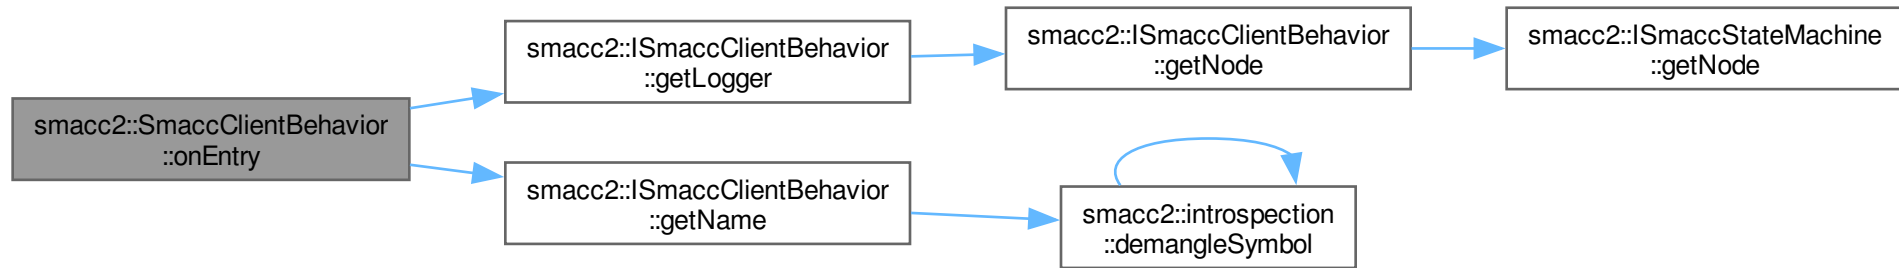 smacc2::SmaccClientBehavior
::onEntry
smacc2::ISmaccClientBehavior
::getLogger
smacc2::ISmaccClientBehavior
::getNode
smacc2::ISmaccStateMachine
::getNode
smacc2::ISmaccClientBehavior
::getName
smacc2::introspection
::demangleSymbol